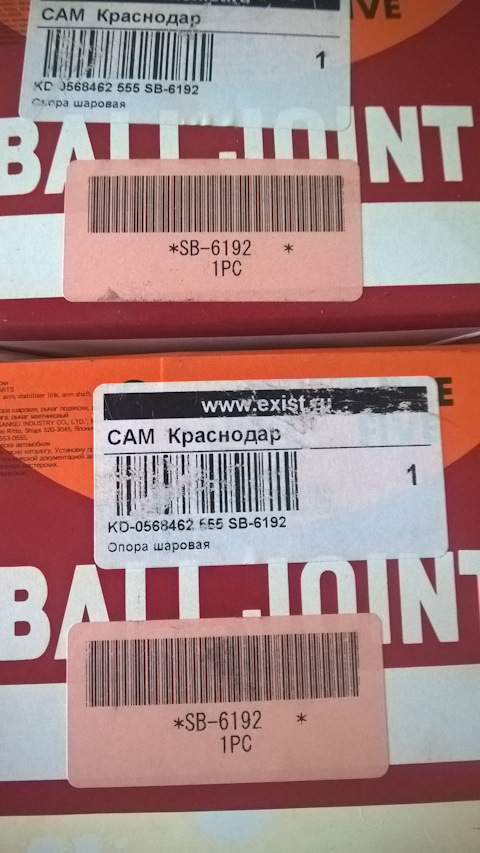 VE
САМ Краснодар
1
KD-0568462 555 SB-6192
Опора шаровая
BALL JOINT
*SB-6192 *
1PC
www.exist.ru
САМ Краснодар
1
KD-0568462 555 SB-6192
Опора шаровая
BALL JOINT
*SB-6192 *
1PC